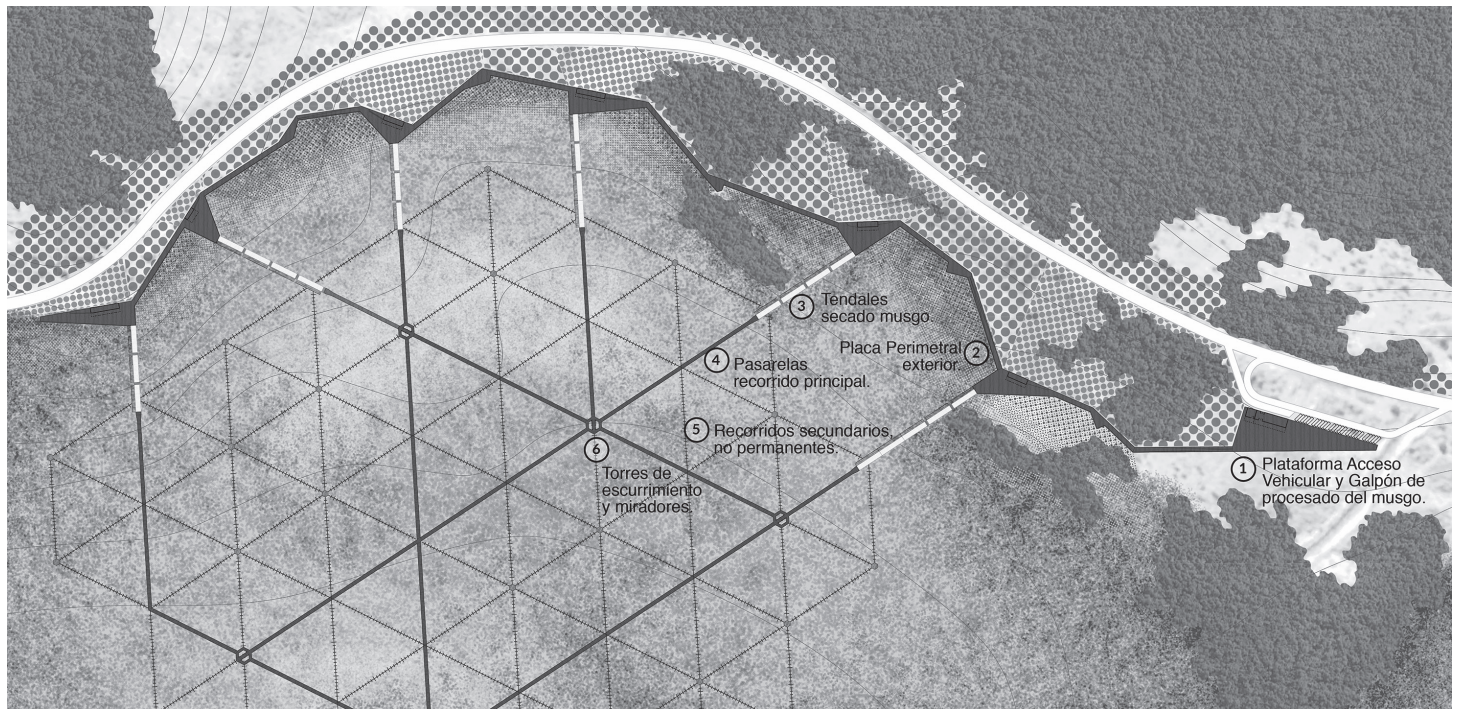 3 Tendales
secado musgo.
Placa Perimetral 2
exterior.
4 Pasarelas
recorrido principal.
5 Recorridos secundarios,
no permanentes.
6
Torres de
escurrimiento
y miradores.
1 Plataforma Acceso
Vehicular y Galpón de
procesado del musgo.